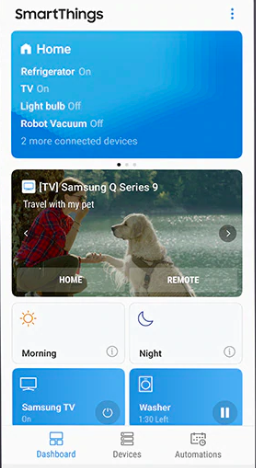 SmartThings
Home
Refrigerator On
TV On
Light bulb Off
Robot Vacuum Off
2 more connected devices
[TV] Samsung Q Series 9
Travel with my pet
HOME
REMOTE
Morning
Night
Samsung TV
On
Washer
1:30 Left
Dashboard
Devices
Automations